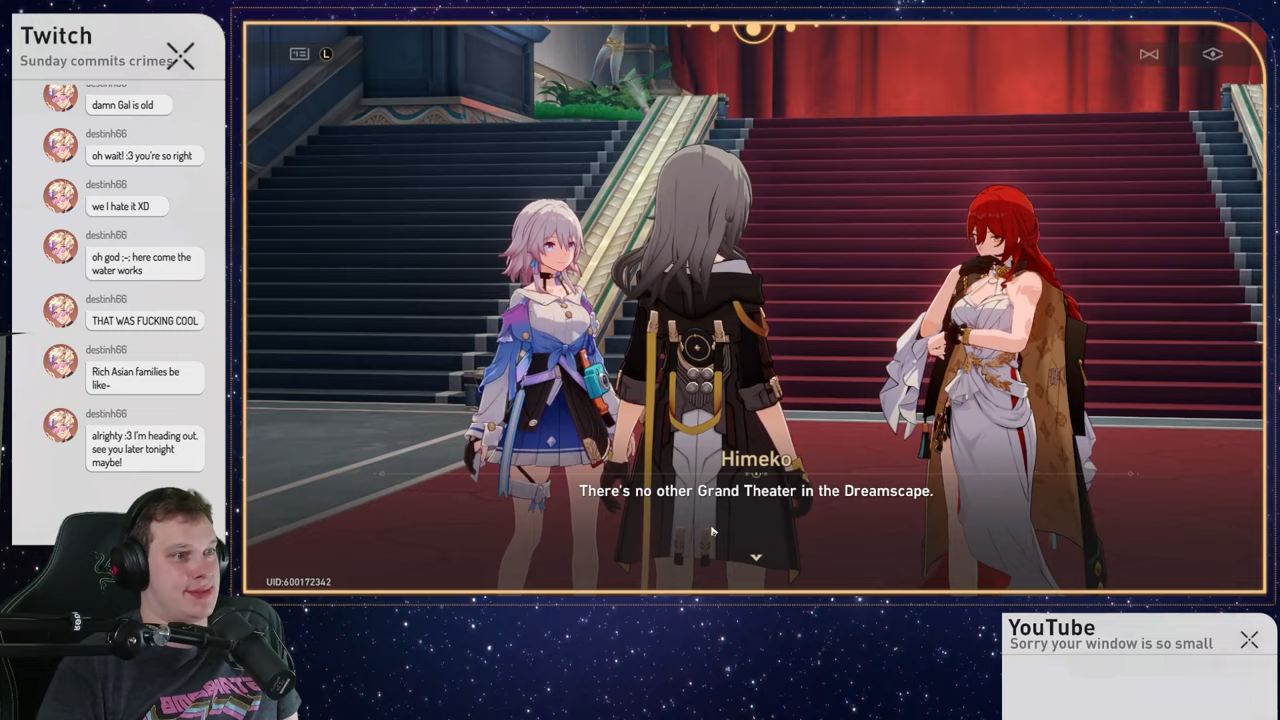 Twitch
Sunday commits crimes
destinh66
damn Gal is old
destinh66
oh wait! :3 you're so right
destinh66
we I hate it XD
destinh66
oh god ;-; here come the
water works
destinh66
THAT WAS FUCKING COOL
destinh66
Rich Asian families be
like-
destinh66
alrighty :3 I'm heading out.
see you later tonight
maybe!
L
Himeko
There's no other Grand Theater in the Dreamscape.
UID:600172342
YouTube
Sorry your window is so small